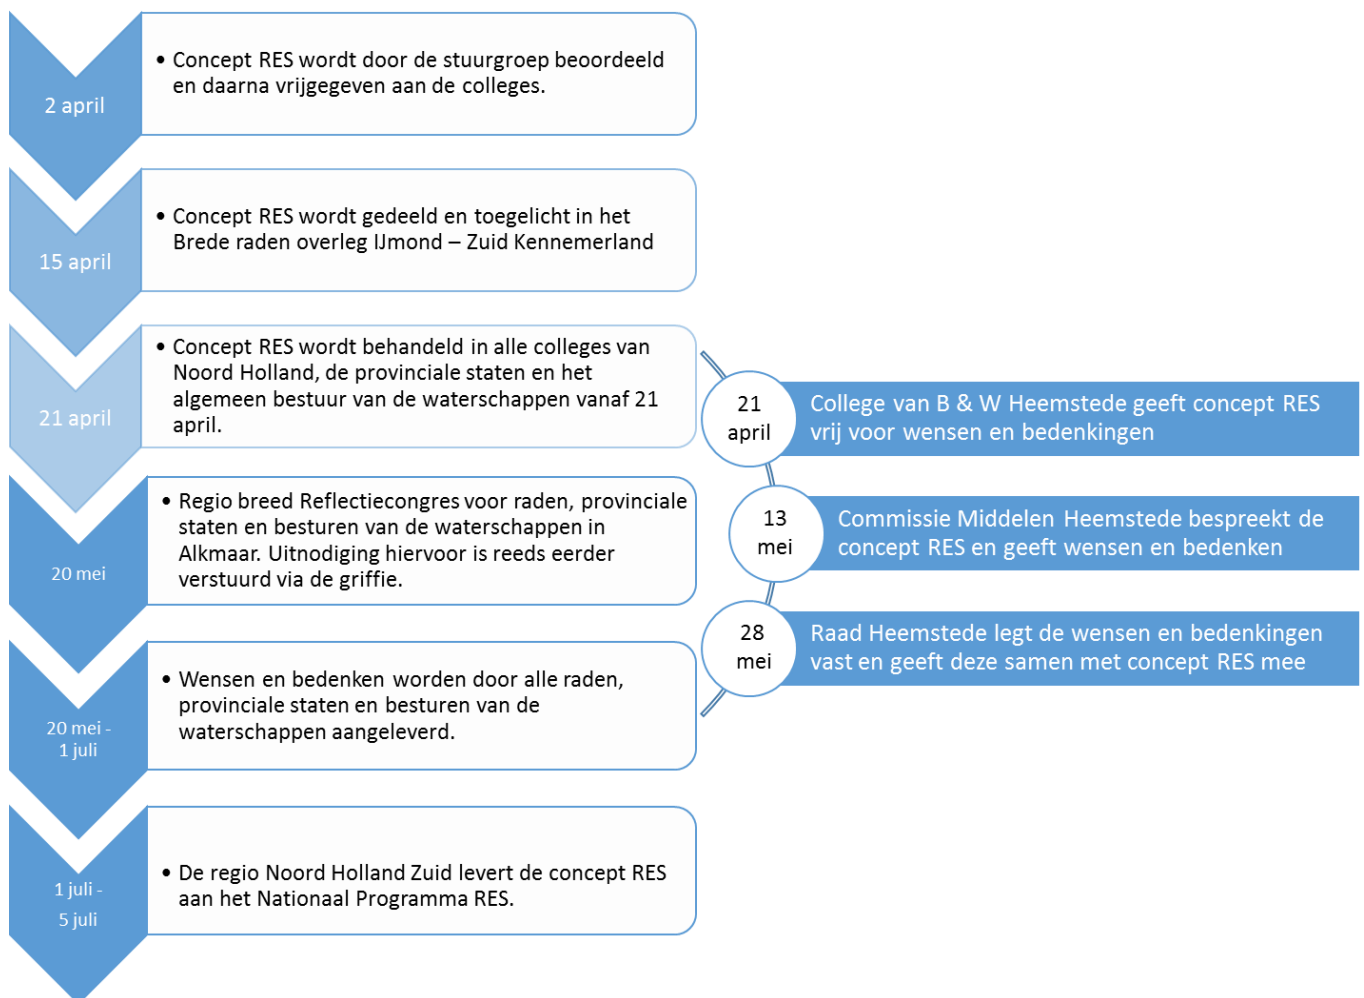 2 april
• Concept RES wordt door de stuurgroep beoordeeld
en daarna vrijgegeven aan de colleges.
15 april
• Concept RES wordt gedeeld en toegelicht in het
Brede raden overleg IJmond – Zuid Kennemerland
21 april
• Concept RES wordt behandeld in alle colleges van
Noord Holland, de provinciale staten en het
algemeen bestuur van de waterschappen vanaf 21
april.
20 mei
• Regio breed Reflectiecongres voor raden, provinciale
staten en besturen van de waterschappen in
Alkmaar. Uitnodiging hiervoor is reeds eerder
verstuurd via de griffie.
20 mei -
1 juli
• Wensen en bedenken worden door alle raden,
provinciale staten en besturen van de
waterschappen aangeleverd.
1 juli -
5 juli
• De regio Noord Holland Zuid levert de concept RES
aan het Nationaal Programma RES.
21
april
College van B & W Heemstede geeft concept RES
vrij voor wensen en bedenkingen
13
mei
Commissie Middelen Heemstede bespreekt de
concept RES en geeft wensen en bedenken
28
mei
Raad Heemstede legt de wensen en bedenkingen
vast en geeft deze samen met concept RES mee